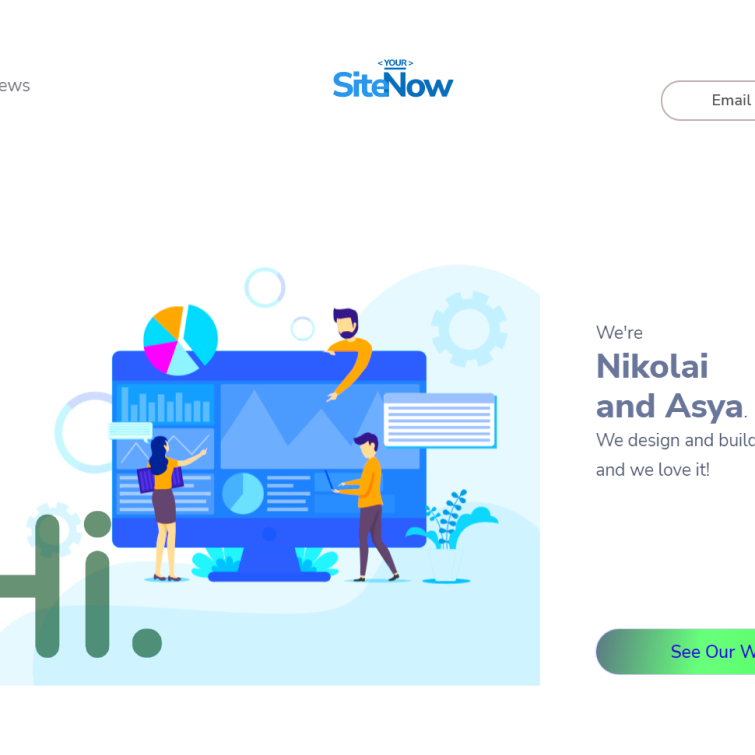 ews
< YOUR >
SiteNow
Email
We're
Nikolai
and Asya.
We design and build
and we love it!
Hi.
See Our W